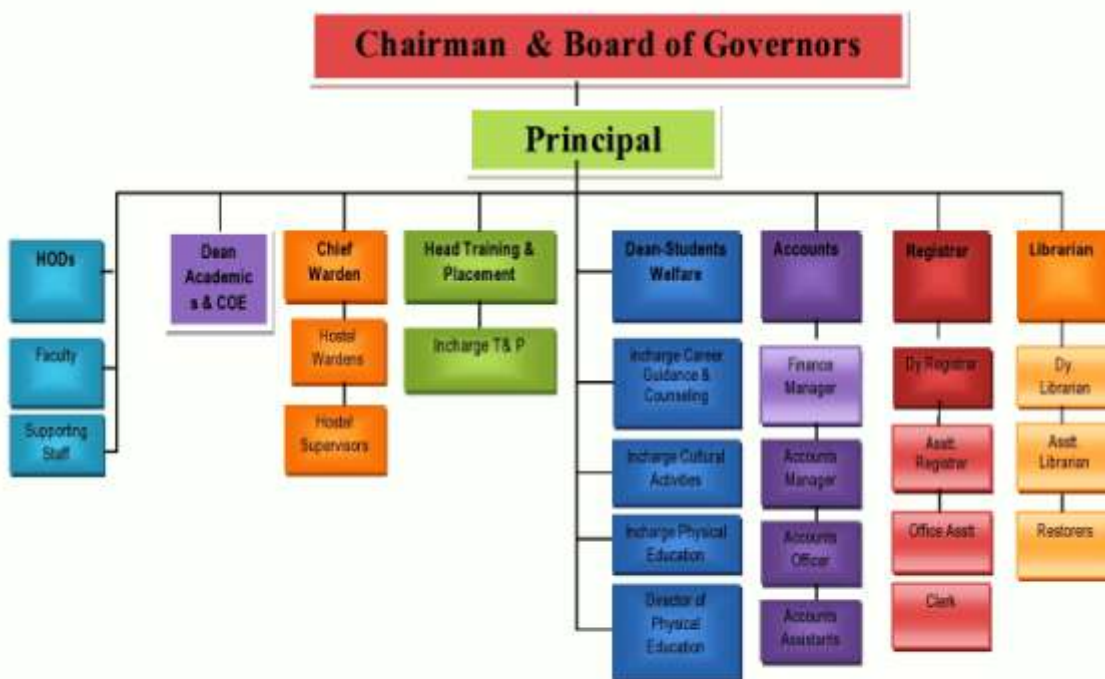 Chairman & Board of Governors
Principal
HODs
Faculty
Supporting
Staff
Dean
Academic
s & COE
Chief
Warden
Hostel
Wardens
Hostel
Supervisors
Head Training &
Placement
Incharge T& P
Dean-Students
Welfare
Incharge Career
Guidance &
Counseling
Incharge Cultural
Activities
Incharge Physical
Education
Director of
Physical
Education
Accounts
Finance
Manager
Accounts
Manager
Accounts
Officer
Accounts
Assistants
Registrar
Dy Registrar
Asstt.
Registrar
Office Asstt
Clerk
Librarian
Dy
Librarian
Asstt.
Librarian
Restorers